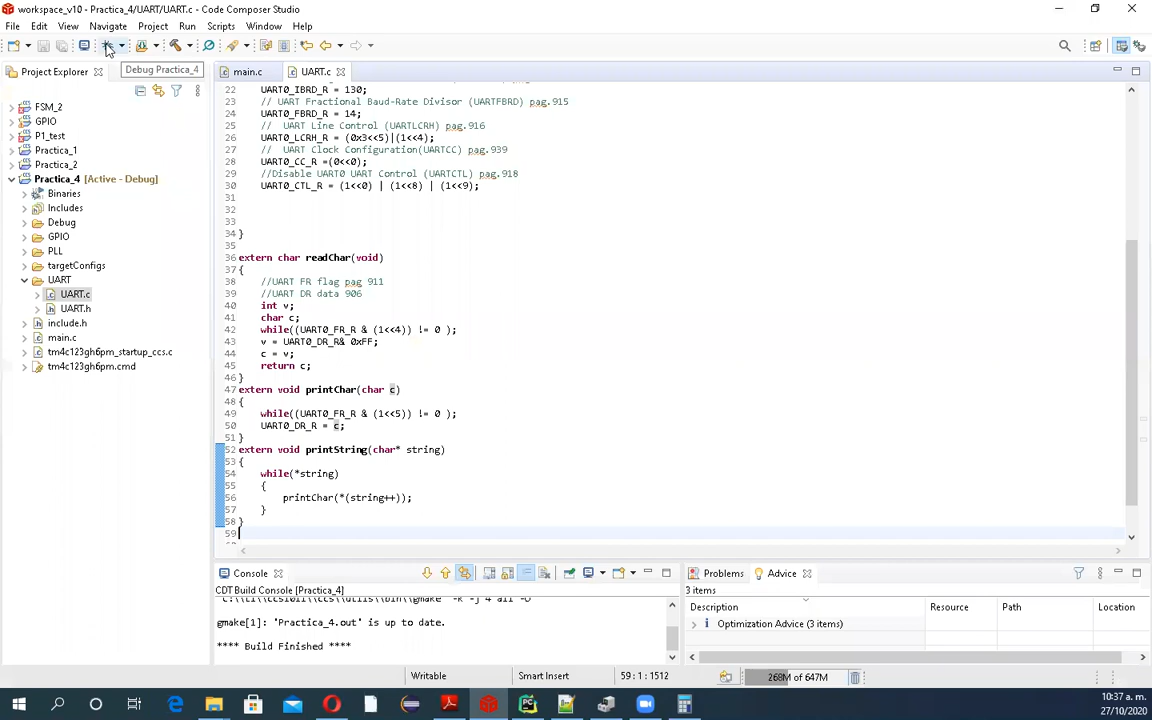 workspace_v10 - Practica_4/UART/UART.c - Code Composer Studio
File Edit View Navigate Project Run Scripts Window Help
Project Explorer
Debug Practica_4
main.c
UART.c
FSM_2
GPIO
P1_test
Practica_1
Practica_2
Practica_4 [Active - Debug]
Binaries
Includes
Debug
GPIO
PLL
targetConfigs
UART
UART.c
UART.h
include.h
main.c
tm4c123gh6pm_startup_ccs.c
tm4c123gh6pm.cmd
22 UART0_IBRD_R = 130;
23 // UART Fractional Baud-Rate Divisor (UARTFBRD) pag.915
24 UART0_FBRD_R = 14;
25 //  UART Line Control (UARTLCRH) pag.916
26 UART0_LCRH_R = (0x3<<5)|(1<<4);
27 //  UART Clock Configuration(UARTCC) pag.939
28 UART0_CC_R =(0<<0);
29 //Disable UART0 UART Control (UARTCTL) pag.918
30 UART0_CTL_R = (1<<0) | (1<<8) | (1<<9);
31
32
33
34 }
35
36 extern char readChar(void)
37 {
38 //UART FR flag pag 911
39 //UART DR data 906
40 int v;
41 char c;
42 while((UART0_FR_R & (1<<4)) != 0 );
43 v = UART0_DR_R& 0xFF;
44 c = v;
45 return c;
46 }
47 extern void printChar(char c)
48 {
49 while((UART0_FR_R & (1<<5)) != 0 );
50 UART0_DR_R = c;
51 }
52 extern void printString(char* string)
53 {
54 while(*string)
55 {
56 printChar(*(string++));
57 }
58 }
59
Console
CDT Build Console [Practica_4]
gmake[1]: 'Practica_4.out' is up to date.
**** Build Finished ****
Problems
Advice
3 items
Description Resource Path Location
Optimization Advice (3 items)
Writable
Smart Insert
59 : 1 : 1512
268M of 647M
10:37 a. m.
27/10/2020